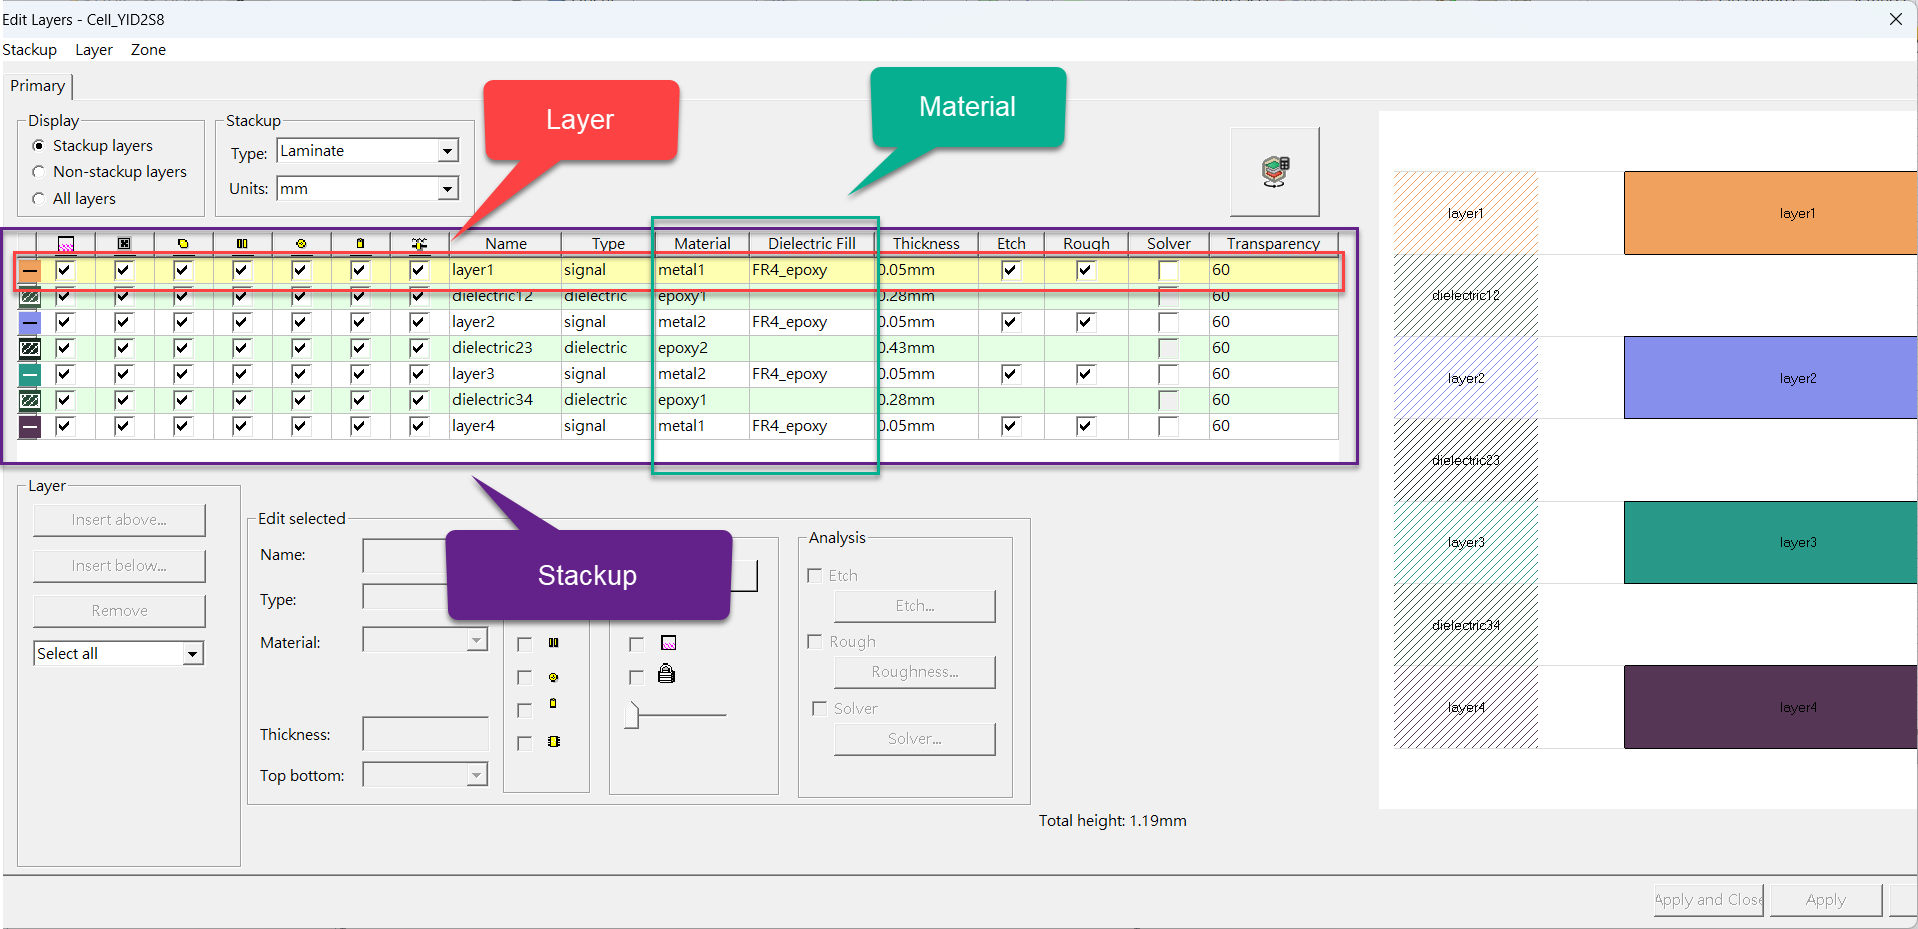 Edit Layers - Cell_YID2S8
Stackup Layer Zone
Primary
Display
Stackup layers
Non-stackup layers
All layers
Stackup
Type: Laminate
Units: mm
Layer
Material
Name Type Material Dielectric Fill Thickness Etch Rough Solver Transparency
layer1 signal metal1 FR4_epoxy 0.05mm 60
dielectric12 dielectric epoxy1 0.28mm 60
layer2 signal metal2 FR4_epoxy 0.05mm 60
dielectric23 dielectric epoxy2 0.43mm 60
layer3 signal metal2 FR4_epoxy 0.05mm 60
dielectric34 dielectric epoxy1 0.28mm 60
layer4 signal metal1 FR4_epoxy 0.05mm 60
Stackup
Layer
Insert above...
Insert below...
Remove
Select all
Edit selected
Name:
Type:
Material:
Thickness:
Top bottom:
Analysis
Etch
Etch...
Rough
Roughness...
Solver
Solver...
Total height: 1.19mm
layer1 layer1
dielectric12
layer2 layer2
dielectric23
layer3 layer3
dielectric34
layer4 layer4
Apply and Close Apply